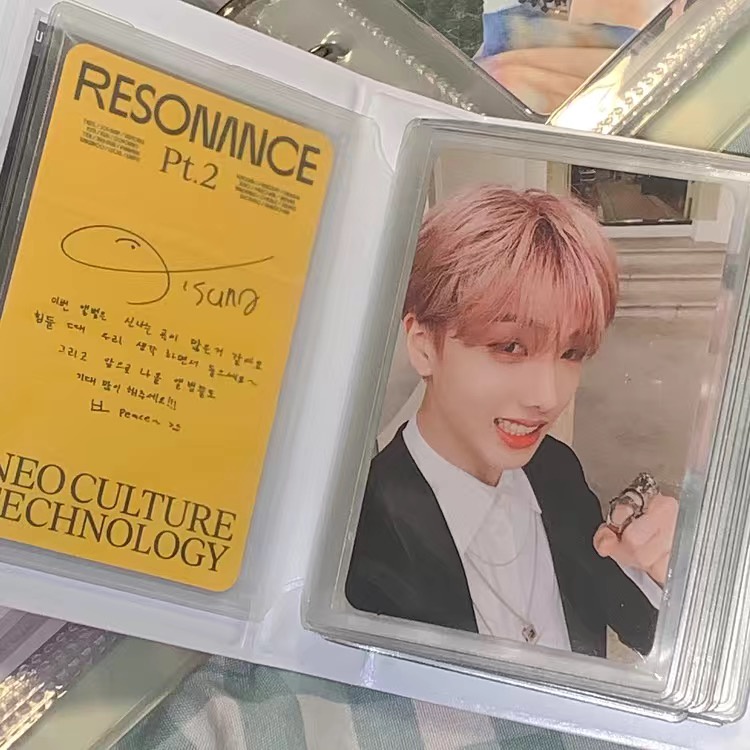 RESONANCE
Pt.2
Jisung
이번 앨범은 신나는 곡이 많은거 같아요
힘들 때 우리 생각 하면서 들으세요~
그리고 앞으로 나올 앨범들도
기대 많이 해주세요!!!
Peace~
NEO CULTURE
TECHNOLOGY